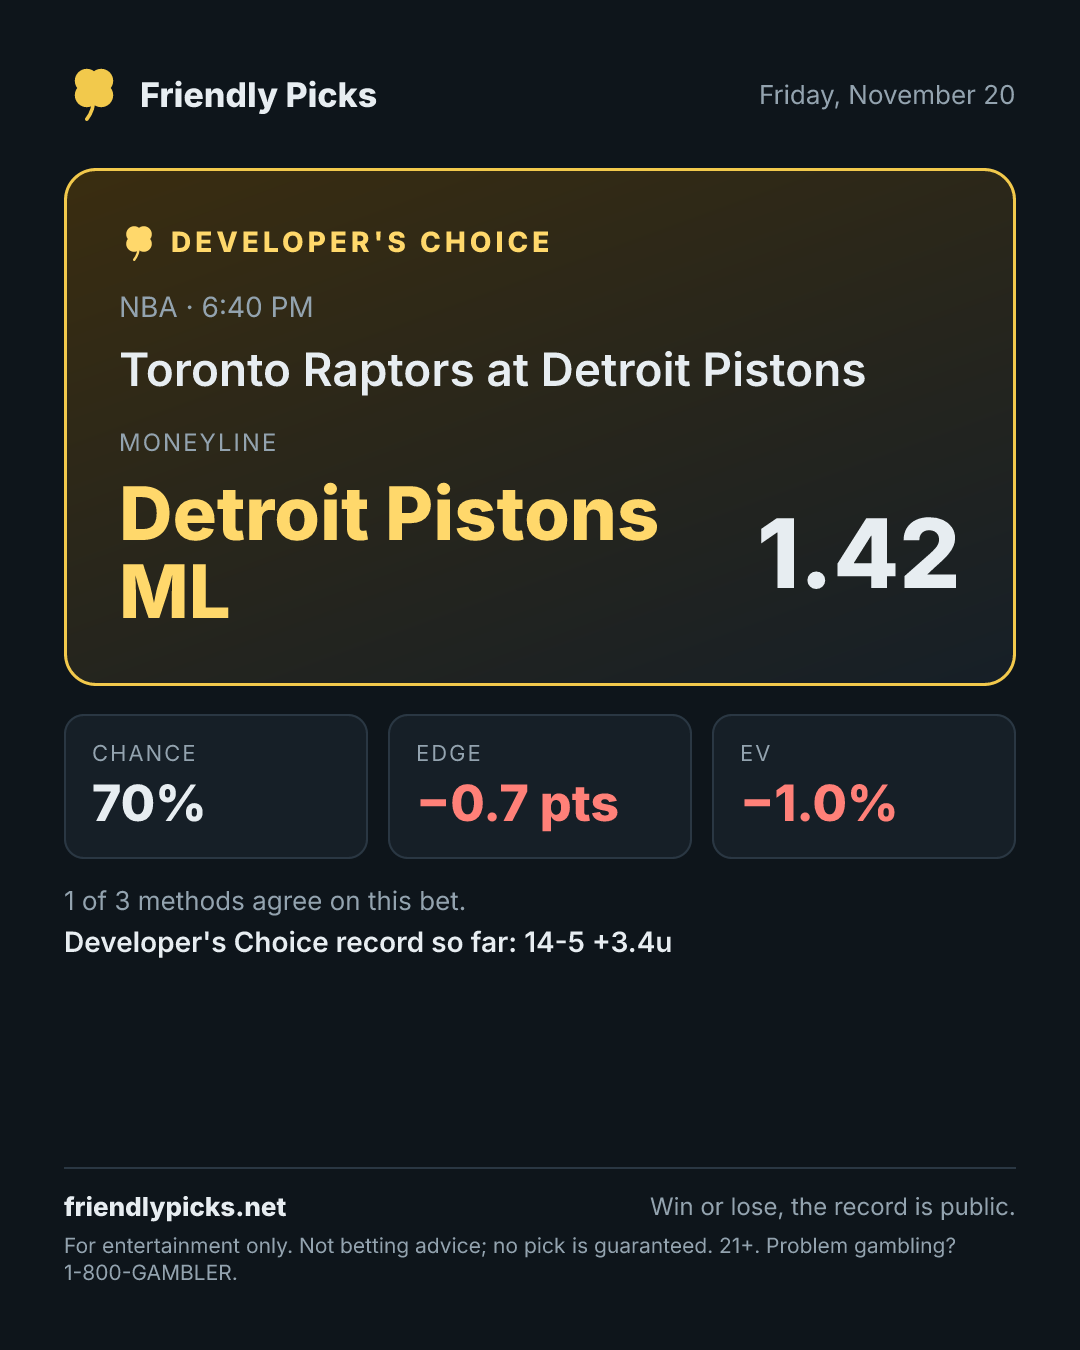 Friendly Picks
Friday, November 20
DEVELOPER'S CHOICE
NBA · 6:40 PM
Toronto Raptors at Detroit Pistons
MONEYLINE
Detroit Pistons
ML
1.42
CHANCE
70%
EDGE
−0.7 pts
EV
−1.0%
1 of 3 methods agree on this bet.
Developer's Choice record so far: 14-5 +3.4u
friendlypicks.net
Win or lose, the record is public.
For entertainment only. Not betting advice; no pick is guaranteed. 21+. Problem gambling?
1-800-GAMBLER.